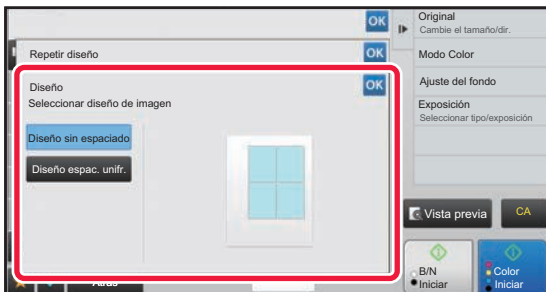 OK
Original
Cambie el tamaño/dir.
Repetir diseño
OK
Modo Color
Diseño
OK
Seleccionar diseño de imagen
Ajuste del fondo
Exposición
Seleccionar tipo/exposición
Diseño sin espaciado
Diseño espac. unifr.
Vista previa
CA
Atrás
B/N
Iniciar
Color
Iniciar